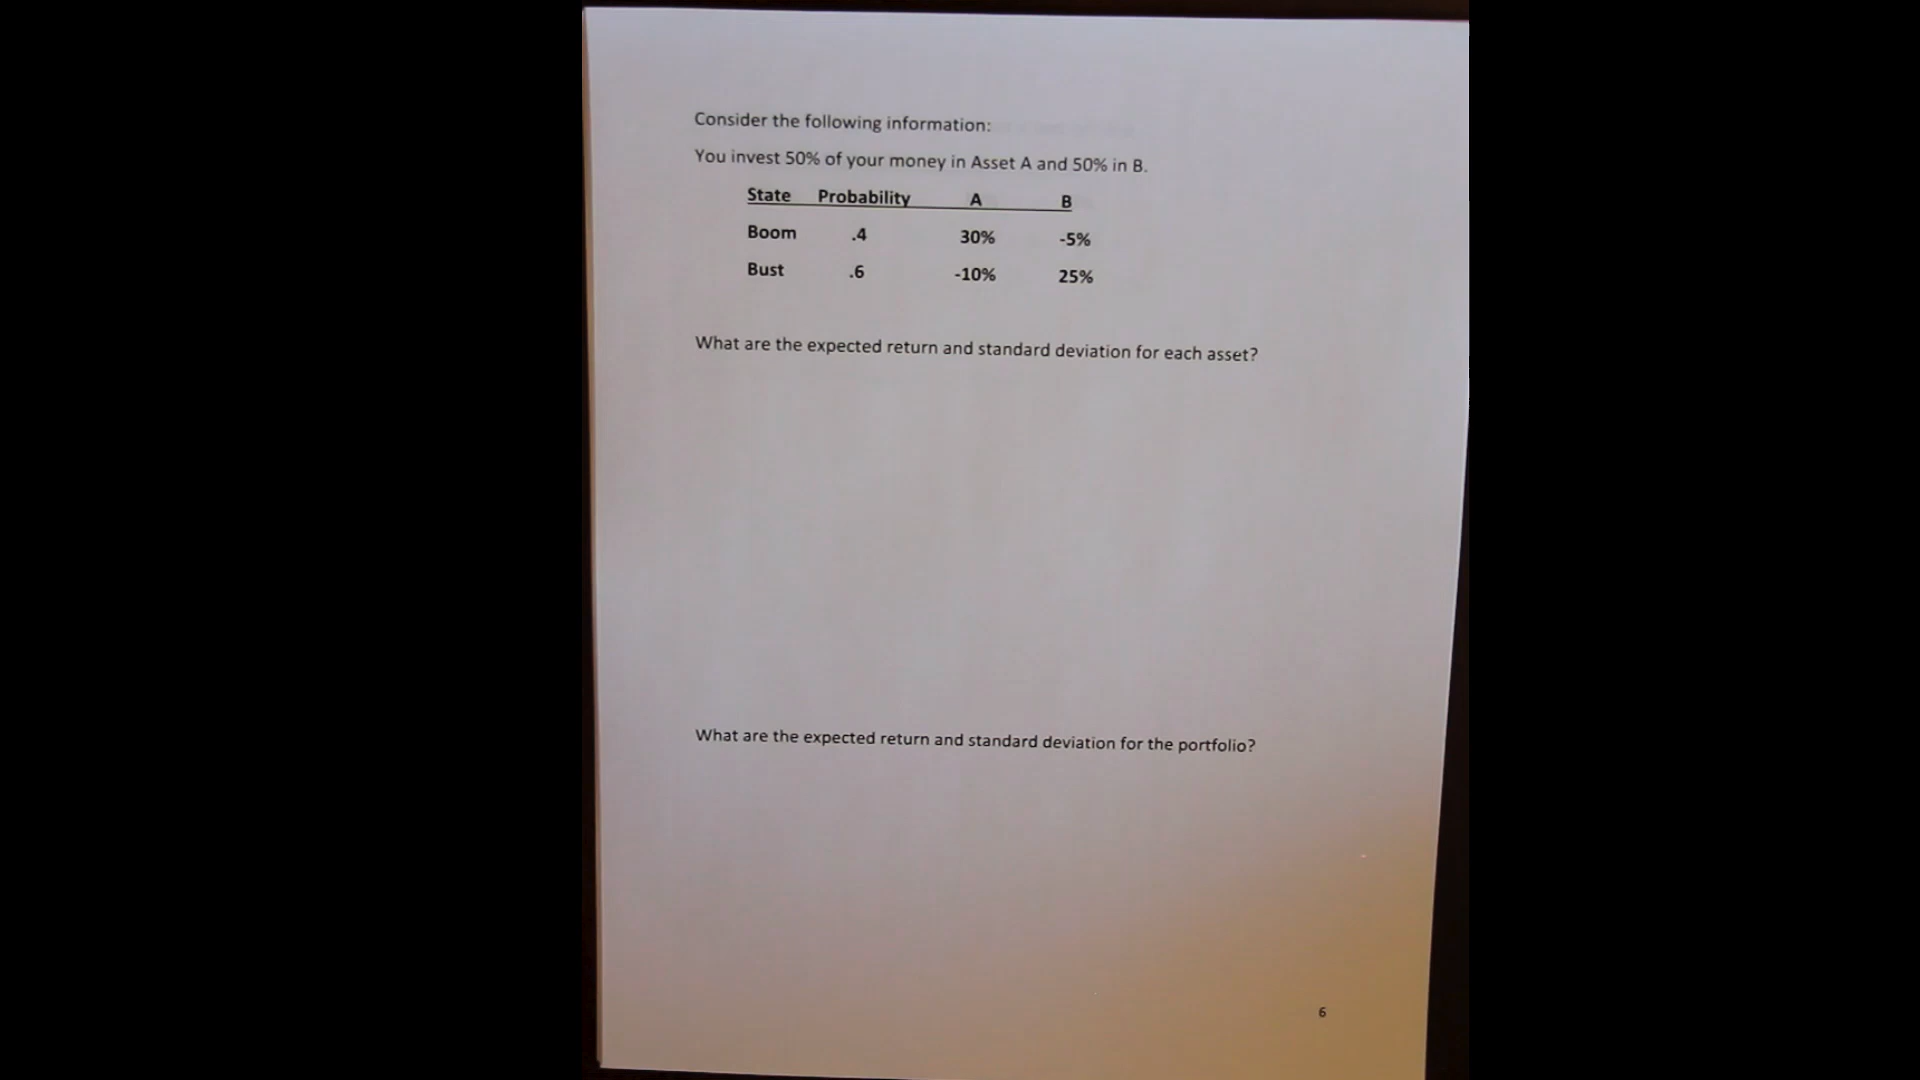 Consider the following information:
You invest 50% of your money in Asset A and 50% in B.
State Probability A B
Boom .4 30% -5%
Bust .6 -10% 25%
What are the expected return and standard deviation for each asset?
What are the expected return and standard deviation for the portfolio?
6